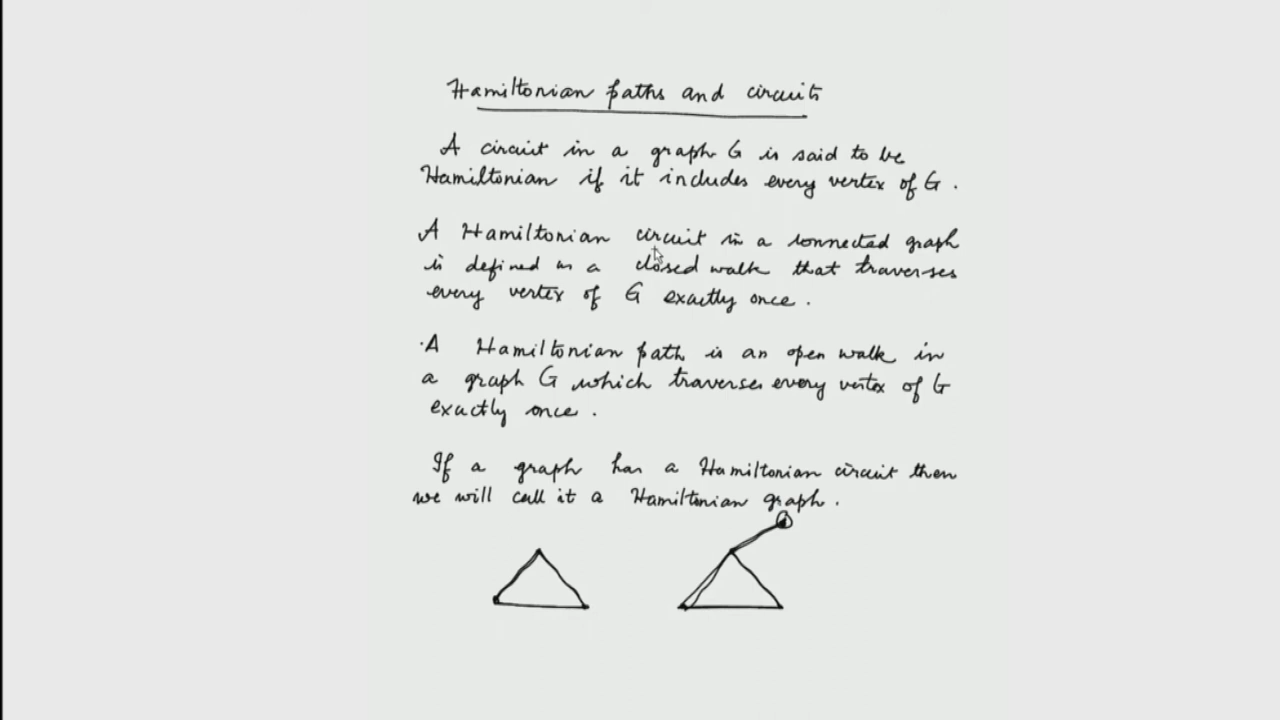 Hamiltonian paths and circuits
A circuit in a graph G is said to be
Hamiltonian if it includes every vertex of G.
A Hamiltonian circuit in a connected graph
is defined as a closed walk that traverses
every vertex of G exactly once.
A Hamiltonian path is an open walk in
a graph G which traverses every vertex of G
exactly once.
If a graph has a Hamiltonian circuit then
we will call it a Hamiltonian graph.